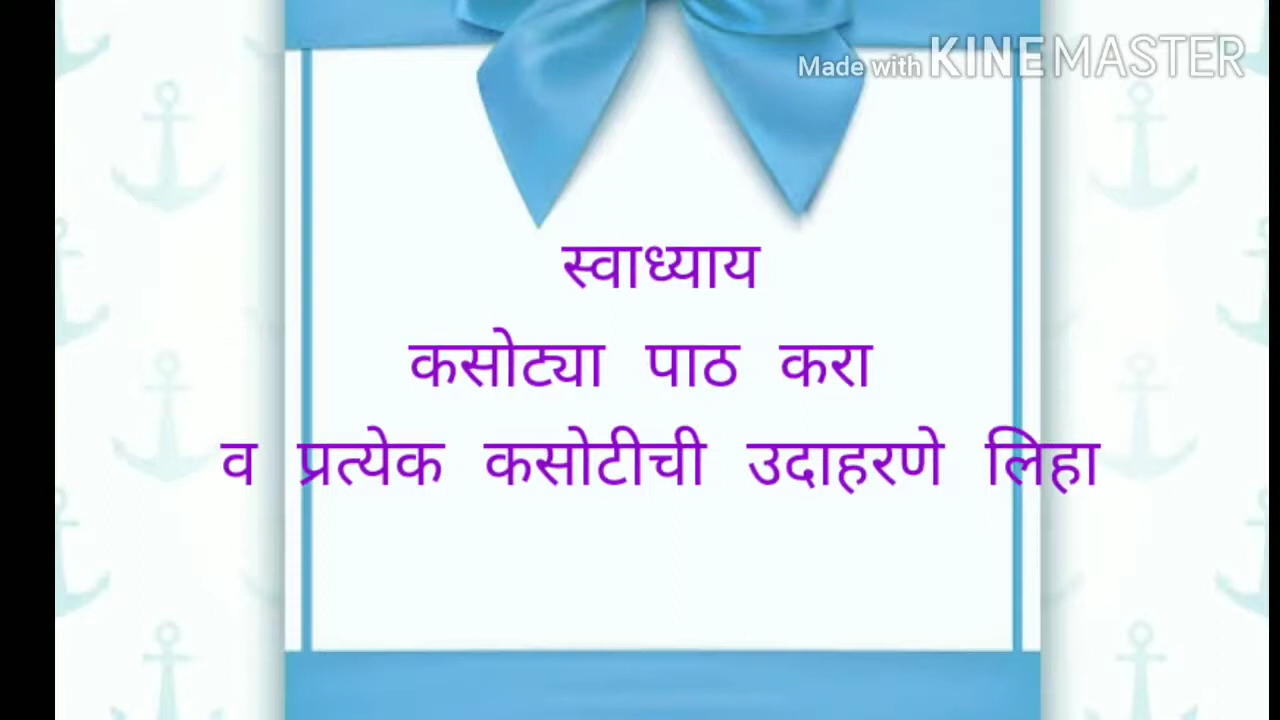 Made with KINEMASTER
स्वाध्याय
कसोट्या पाठ करा
व प्रत्येक कसोटीची उदाहरणे लिहा